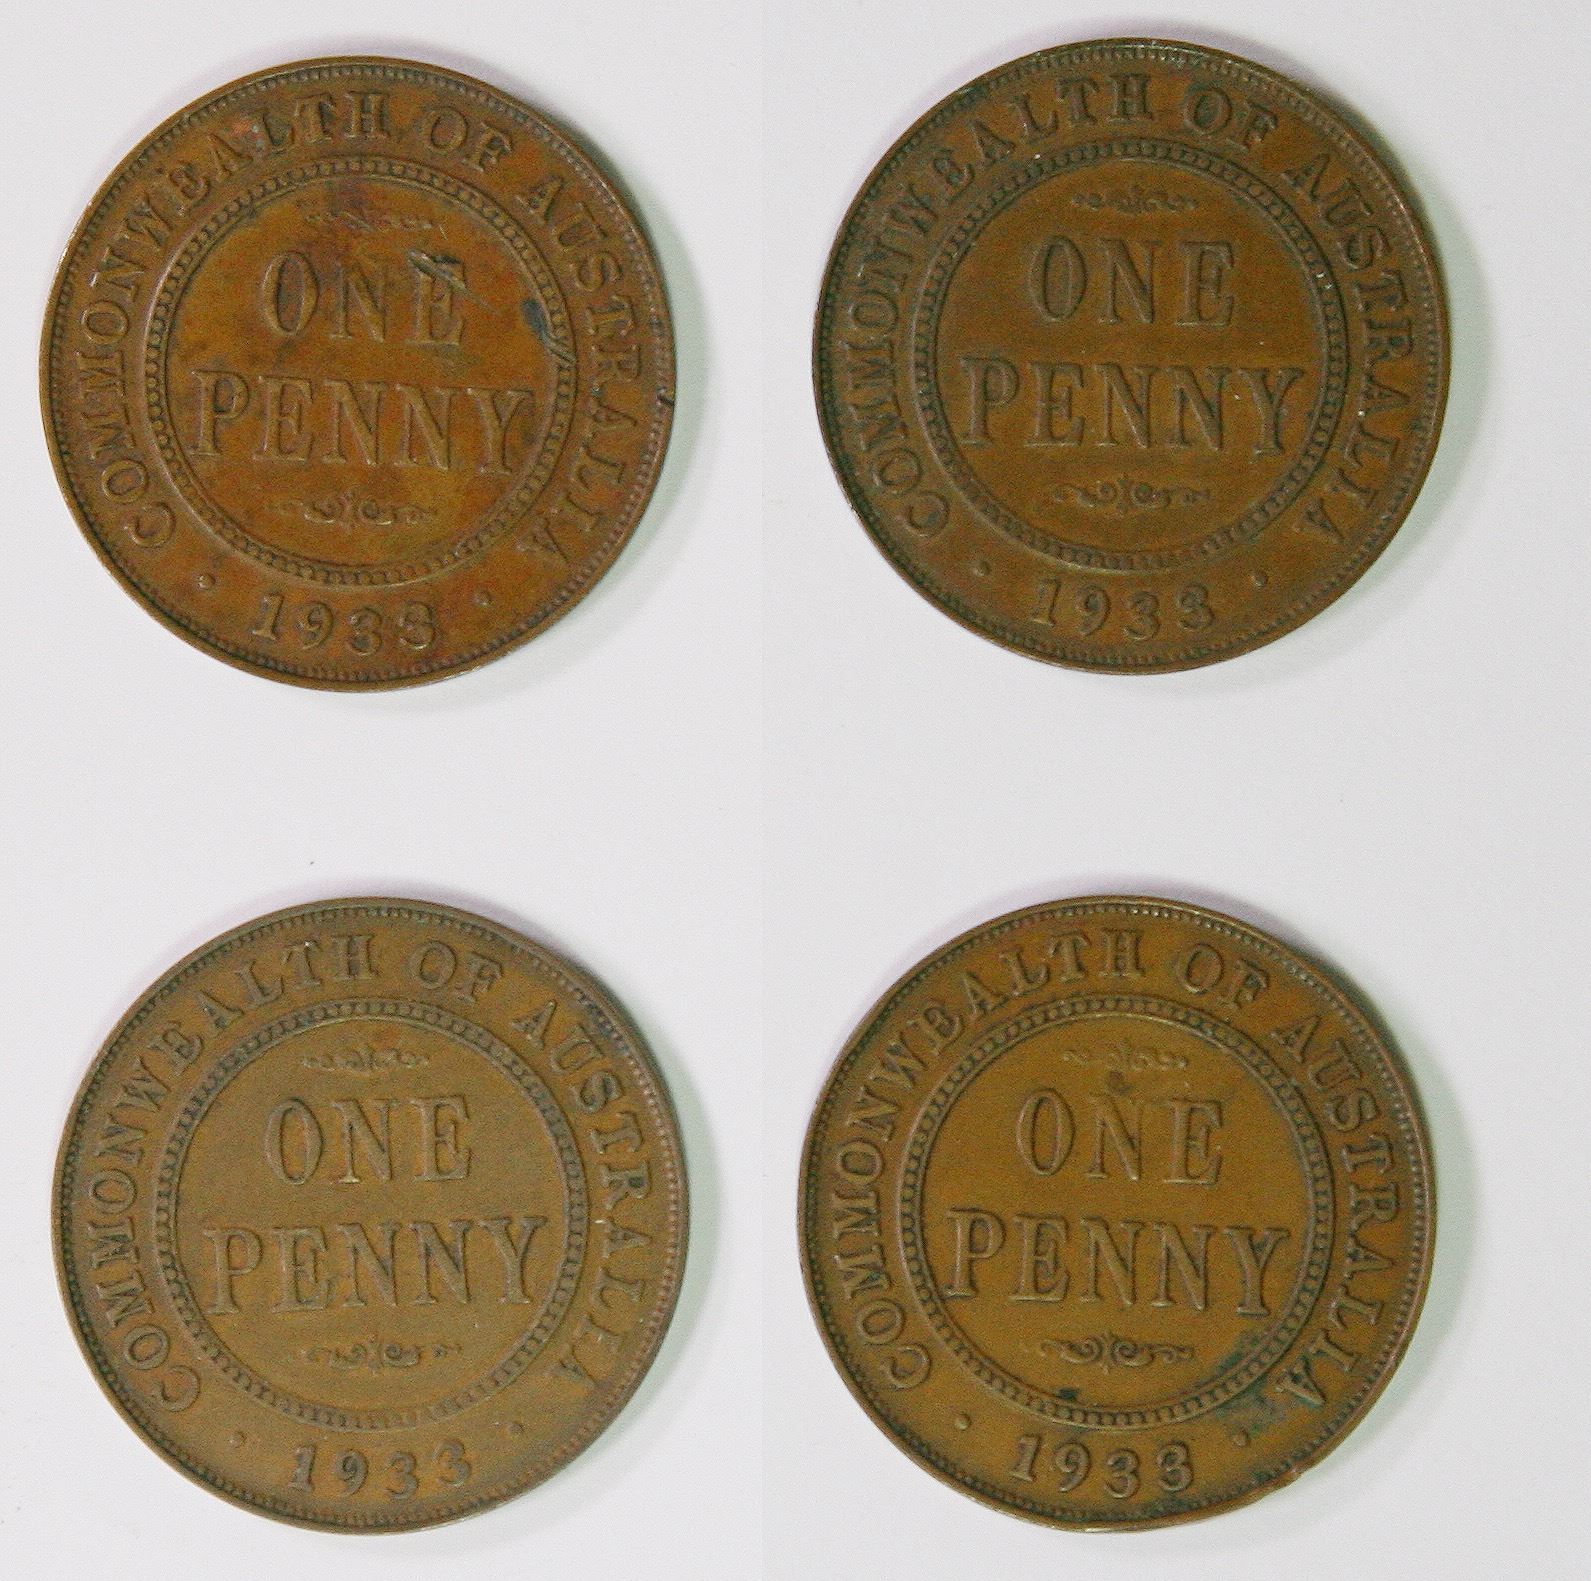 COMMONWEALTH OF AUSTRALIA
ONE
PENNY
· 1933 ·
COMMONWEALTH OF AUSTRALIA
ONE
PENNY
· 1933 ·
COMMONWEALTH OF AUSTRALIA
ONE
PENNY
· 1933 ·
COMMONWEALTH OF AUSTRALIA
ONE
PENNY
· 1933 ·